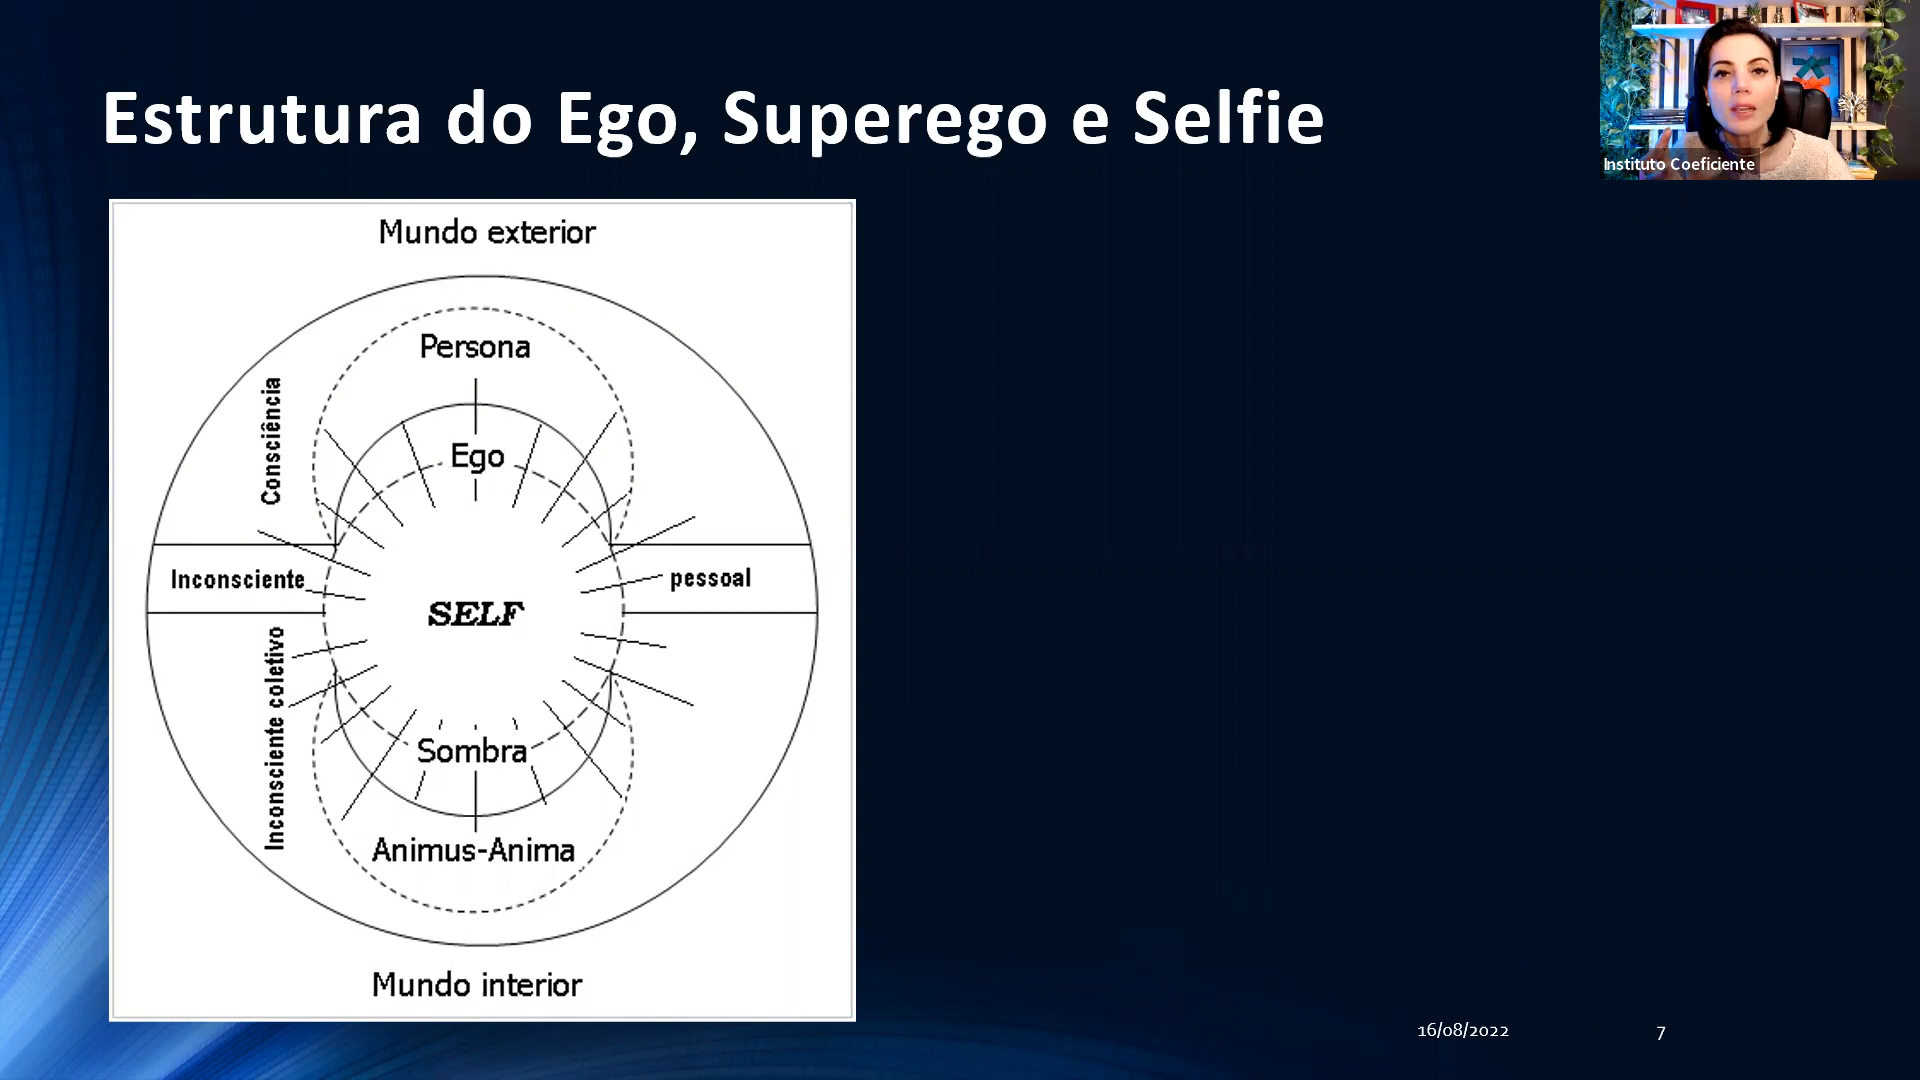 Estrutura do Ego, Superego e Selfie
Instituto Coeficiente
Mundo exterior
Persona
Consciência
Ego
Inconsciente
pessoal
SELF
Inconsciente coletivo
Sombra
Animus-Anima
Mundo interior
16/08/2022
7